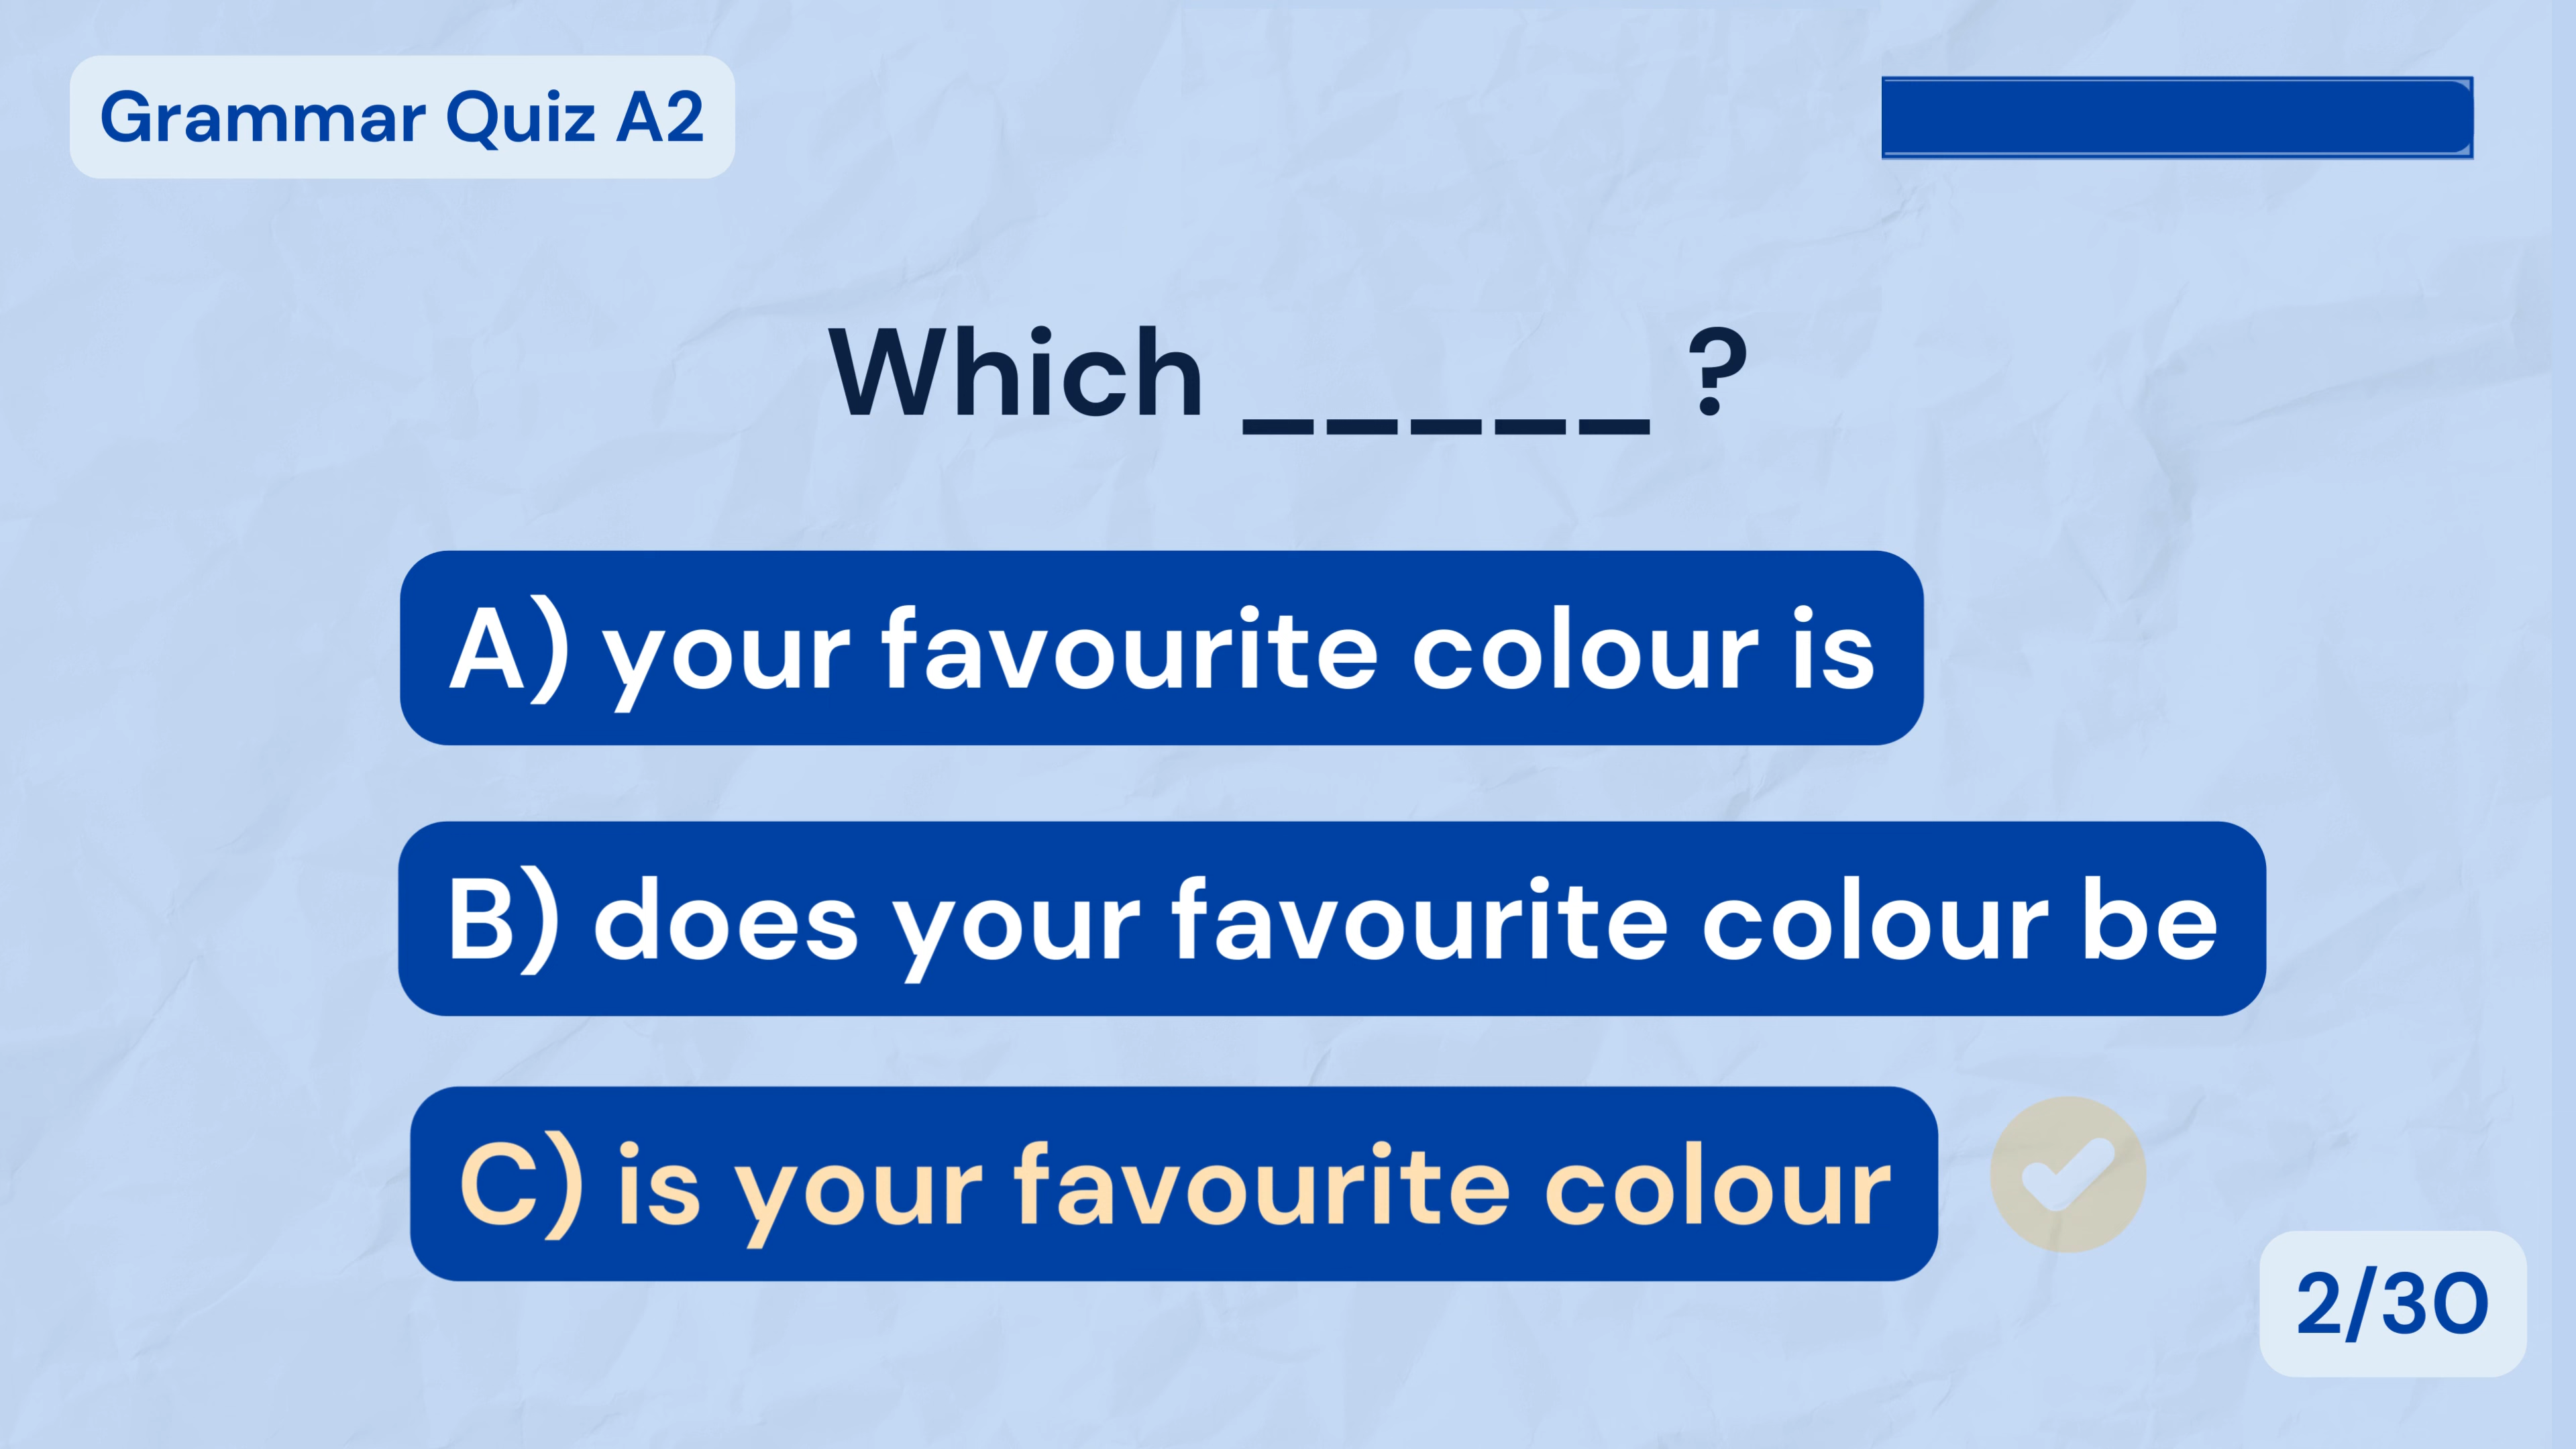 Grammar Quiz A2
Which _____ ?
A) your favourite colour is
B) does your favourite colour be
C) is your favourite colour
2/30